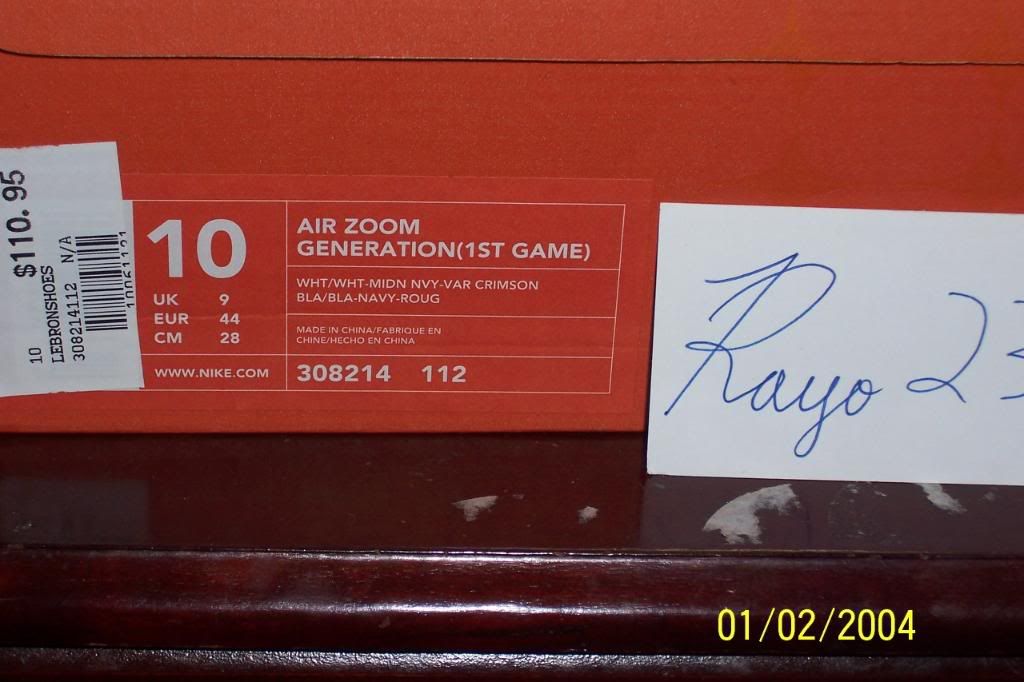 $110.95
10
LEBRONSHOES
308214112 N/A
10061121
10
UK 9
EUR 44
CM 28
WWW.NIKE.COM
AIR ZOOM
GENERATION(1ST GAME)
WHT/WHT-MIDN NVY-VAR CRIMSON
BLA/BLA-NAVY-ROUG
MADE IN CHINA/FABRIQUE EN
CHINE/HECHO EN CHINA
308214 112
Rayo 23
01/02/2004